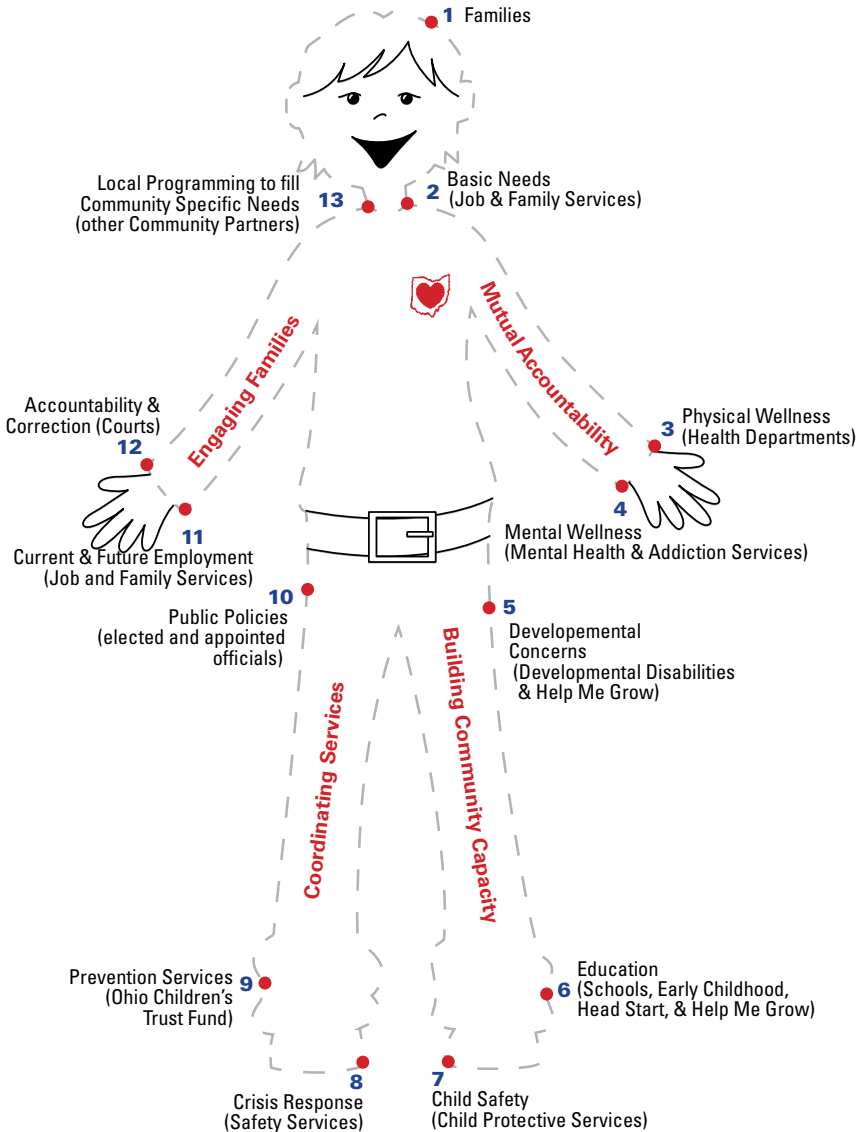 1 Families
2 Basic Needs
(Job & Family Services)
Local Programming to fill
Community Specific Needs
(other Community Partners)
13
Engaging Families
Mutual Accountability
3 Physical Wellness
(Health Departments)
Accountability &
Correction (Courts)
12
4
Mental Wellness
(Mental Health & Addiction Services)
11
Current & Future Employment
(Job and Family Services)
10
Public Policies
(elected and appointed
officials)
5
Developemental
Concerns
(Developmental Disabilities
& Help Me Grow)
Coordinating Services
Building Community Capacity
Prevention Services
(Ohio Children's
Trust Fund)
9
6
Education
(Schools, Early Childhood,
Head Start, & Help Me Grow)
8
Crisis Response
(Safety Services)
7
Child Safety
(Child Protective Services)